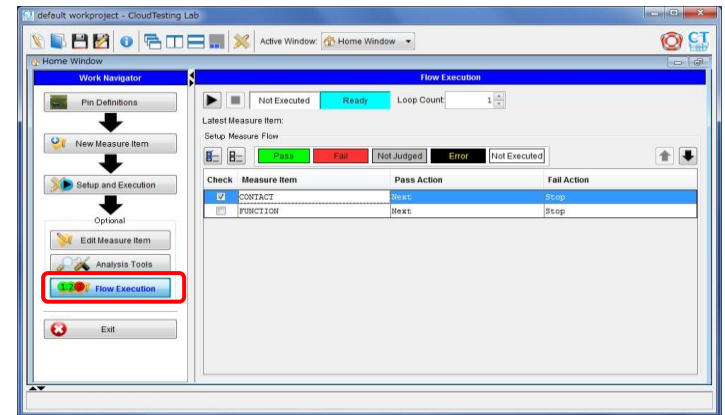 default workproject - CloudTesting Lab
Active Window: Home Window
CT
Lab
Home Window
Work Navigator
Flow Execution
Pin Definitions
New Measure Item
Setup and Execution
Optional
Edit Measure Item
Analysis Tools
1 2 3 Flow Execution
Exit
Not Executed Ready Loop Count: 1
Latest Measure Item:
Setup Measure Flow
Pass Fail Not Judged Error Not Executed
Check Measure Item Pass Action Fail Action
CONTACT Next Stop
FUNCTION Next Stop